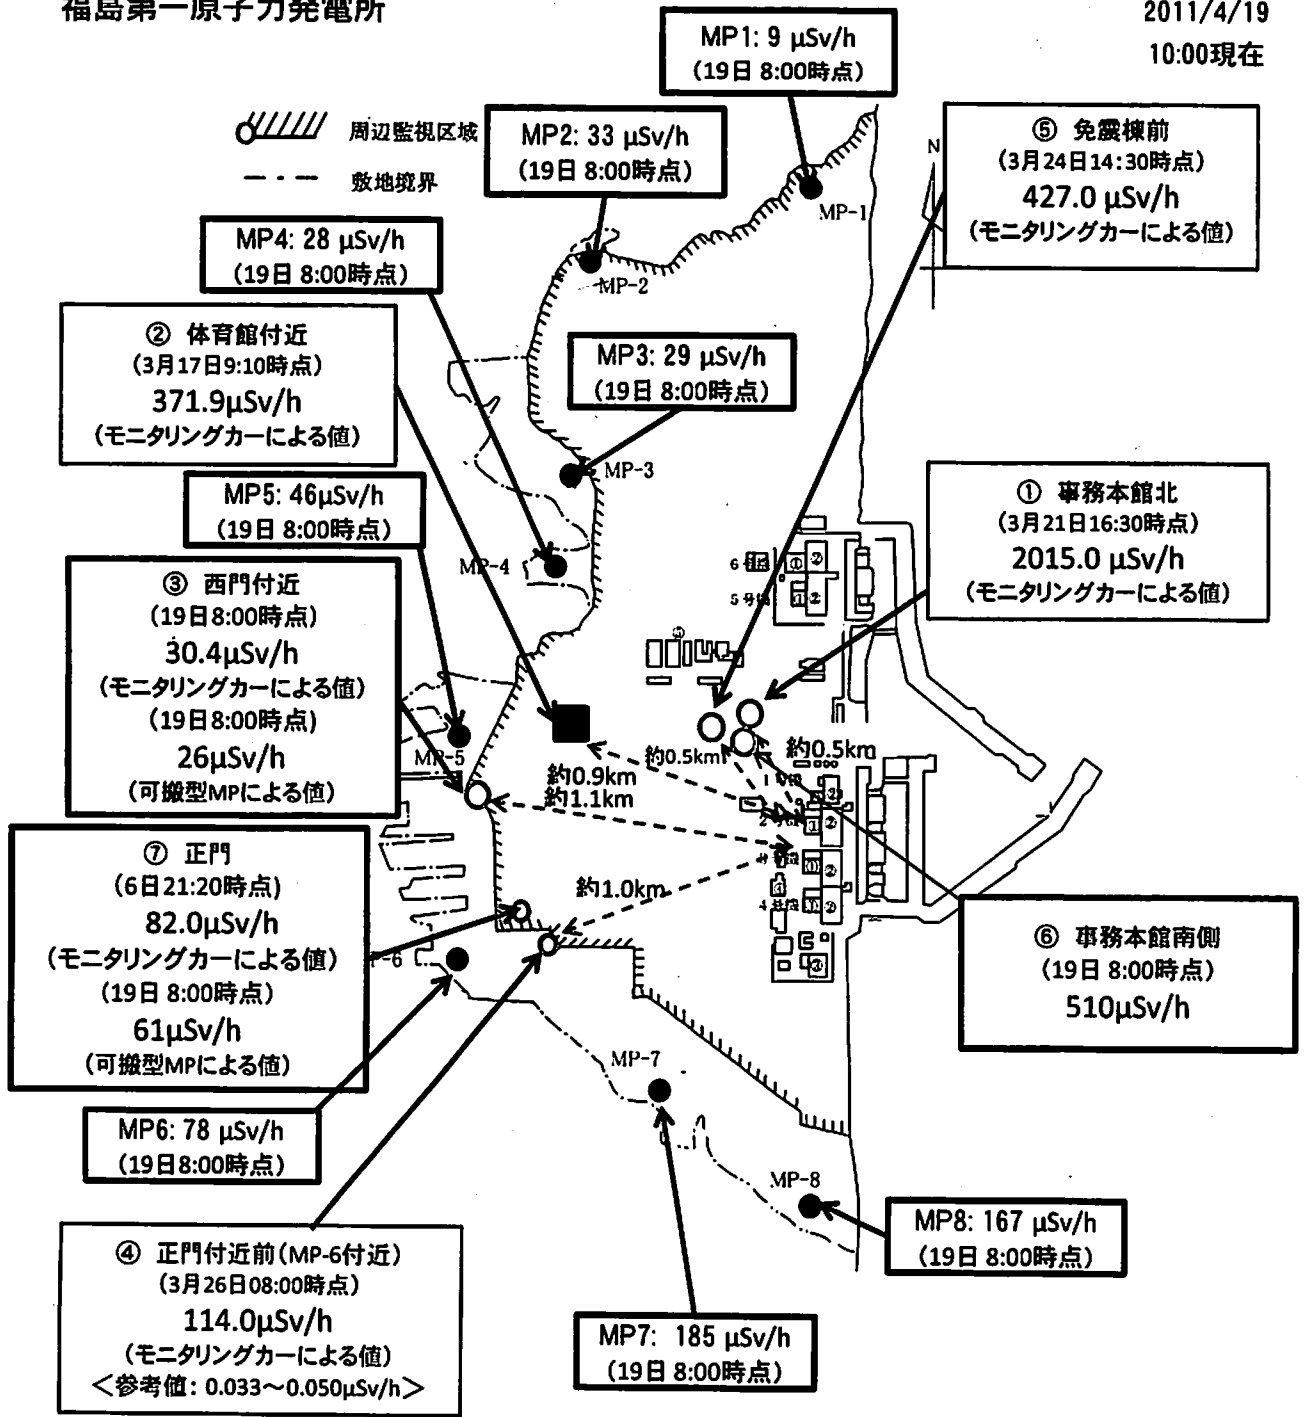 福島第一原子力発電所
2011/4/19
10:00現在
周辺監視区域
敷地境界
MP1: 9 μSv/h
(19日 8:00時点)
MP2: 33 μSv/h
(19日 8:00時点)
MP4: 28 μSv/h
(19日 8:00時点)
⑤ 免震棟前
(3月24日14:30時点)
427.0 μSv/h
(モニタリングカーによる値)
N
MP-1
MP-2
② 体育館付近
(3月17日9:10時点)
371.9μSv/h
(モニタリングカーによる値)
MP3: 29 μSv/h
(19日 8:00時点)
MP-3
MP5: 46μSv/h
(19日 8:00時点)
① 事務本館北
(3月21日16:30時点)
2015.0 μSv/h
(モニタリングカーによる値)
MP-4
③ 西門付近
(19日8:00時点)
30.4μSv/h
(モニタリングカーによる値)
(19日8:00時点)
26μSv/h
(可搬型MPによる値)
MP-5
約0.5km
約0.5km
約0.9km
約1.1km
約1.0km
⑦ 正門
(6日21:20時点)
82.0μSv/h
(モニタリングカーによる値)
(19日 8:00時点)
61μSv/h
(可搬型MPによる値)
⑥ 事務本館南側
(19日 8:00時点)
510μSv/h
MP6: 78 μSv/h
(19日8:00時点)
MP-7
MP-8
④ 正門付近前(MP-6付近)
(3月26日08:00時点)
114.0μSv/h
(モニタリングカーによる値)
＜参考値: 0.033～0.050μSv/h＞
MP8: 167 μSv/h
(19日 8:00時点)
MP7: 185 μSv/h
(19日 8:00時点)